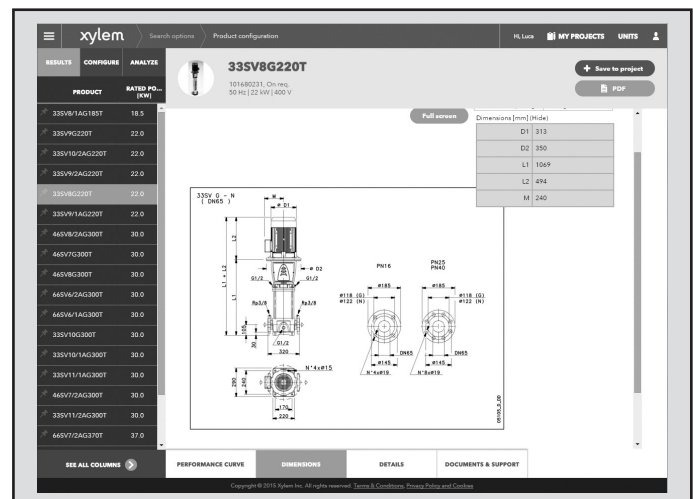 xylem
Search options
Product configuration
Hi, Luca
MY PROJECTS
UNITS
RESULTS
CONFIGURE
ANALYZE
PRODUCT
RATED PO...
[KW]
33SV8/1AG185T 18.5
33SV9G220T 22.0
33SV10/2AG220T 22.0
33SV9/2AG220T 22.0
33SV8G220T 22.0
33SV9/1AG220T 22.0
46SV8/2AG300T 30.0
46SV7G300T 30.0
46SV8G300T 30.0
66SV6/2AG300T 30.0
66SV6/1AG300T 30.0
33SV10G300T 30.0
33SV10/1AG300T 30.0
33SV11/1AG300T 30.0
46SV7/2AG300T 30.0
33SV11/2AG300T 30.0
66SV7/2AG370T 37.0
SEE ALL COLUMNS
33SV8G220T
101680231, On req,
50 Hz | 22 kW | 400 V
+ Save to project
PDF
Full screen
Dimensions [mm] (Hide)
D1 313
D2 350
L1 1069
L2 494
M 240
33SV G - N
( DN65 )
M
ø D1
L2
L1 + L2
L1
ø D2
G1/2
G1/2
Rp3/8
Rp3/8
105
30
G1/2
320
N°4xø15
290
240
170
220
PN16
ø185
ø118 (G)
ø122 (N)
DN65
ø145
N°4xø19
PN25
PN40
ø185
ø118 (G)
ø122 (N)
DN65
ø145
N°8xø19
05105_D_DD
PERFORMANCE CURVE
DIMENSIONS
DETAILS
DOCUMENTS & SUPPORT
Copyright © 2015 Xylem Inc. All rights reserved. Terms & Conditions, Privacy Policy and Cookies